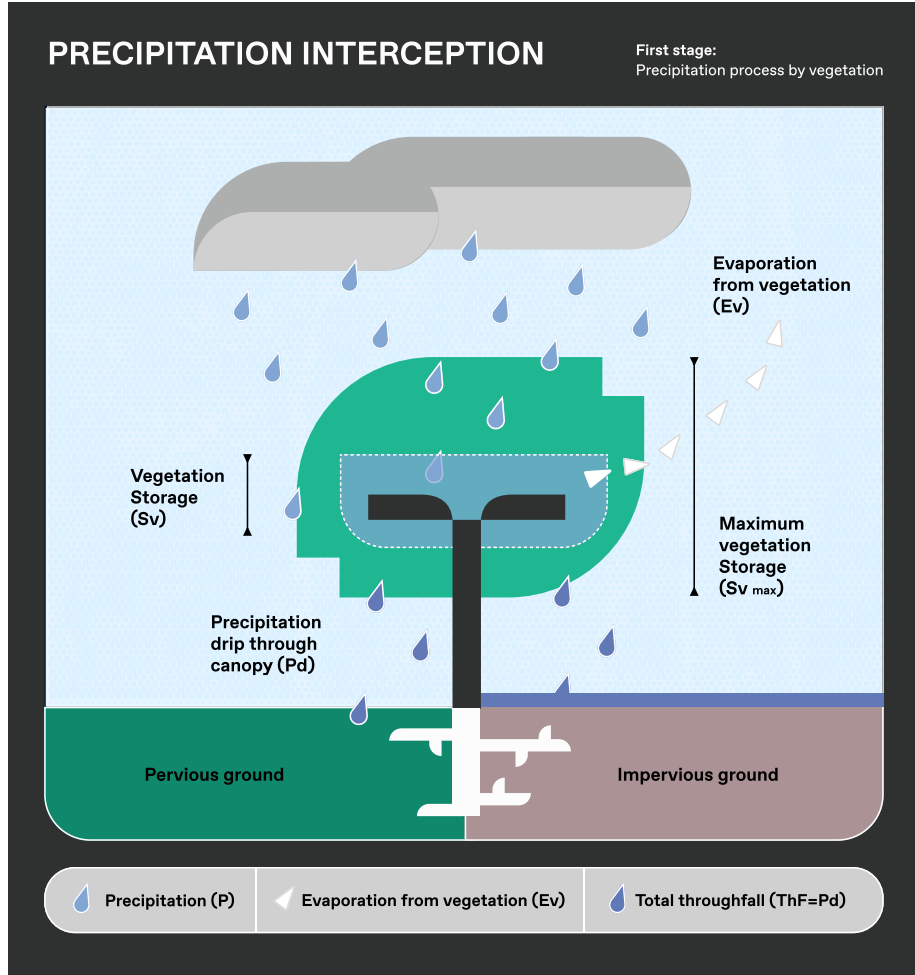 PRECIPITATION INTERCEPTION
First stage:
Precipitation process by vegetation
Evaporation
from vegetation
(Ev)
Vegetation
Storage
(Sv)
Maximum
vegetation
Storage
(Sv max)
Precipitation
drip through
canopy (Pd)
Pervious ground
Impervious ground
Precipitation (P)
Evaporation from vegetation (Ev)
Total throughfall (ThF=Pd)